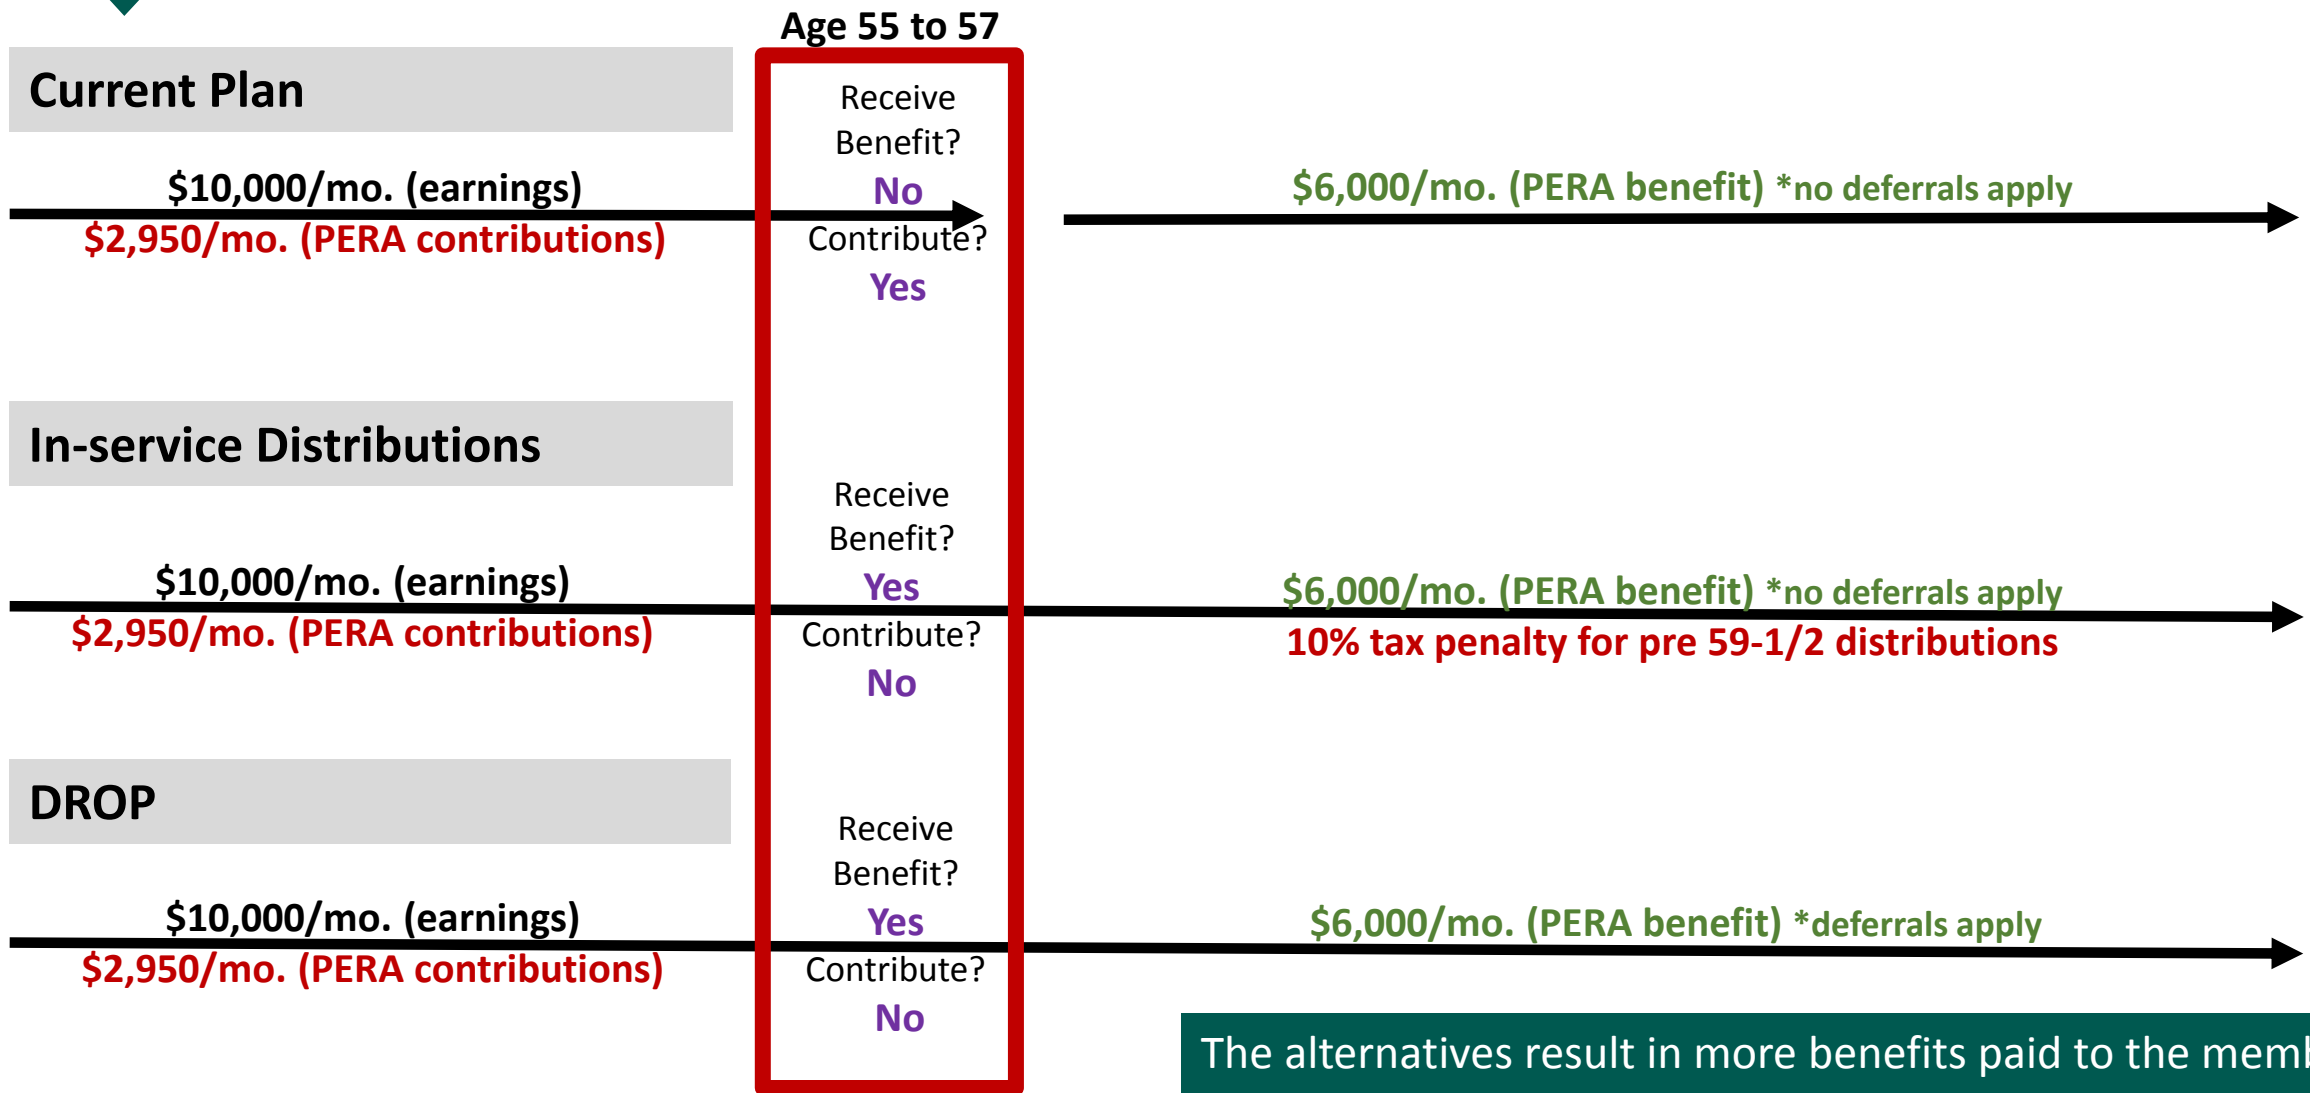 Age 55 to 57
Current Plan
Receive
Benefit?
No
Contribute?
Yes
$10,000/mo. (earnings)
$2,950/mo. (PERA contributions)
$6,000/mo. (PERA benefit) *no deferrals apply
In-service Distributions
Receive
Benefit?
Yes
Contribute?
No
$10,000/mo. (earnings)
$2,950/mo. (PERA contributions)
$6,000/mo. (PERA benefit) *no deferrals apply
10% tax penalty for pre 59-1/2 distributions
DROP
Receive
Benefit?
Yes
Contribute?
No
$10,000/mo. (earnings)
$2,950/mo. (PERA contributions)
$6,000/mo. (PERA benefit) *deferrals apply
The alternatives result in more benefits paid to the